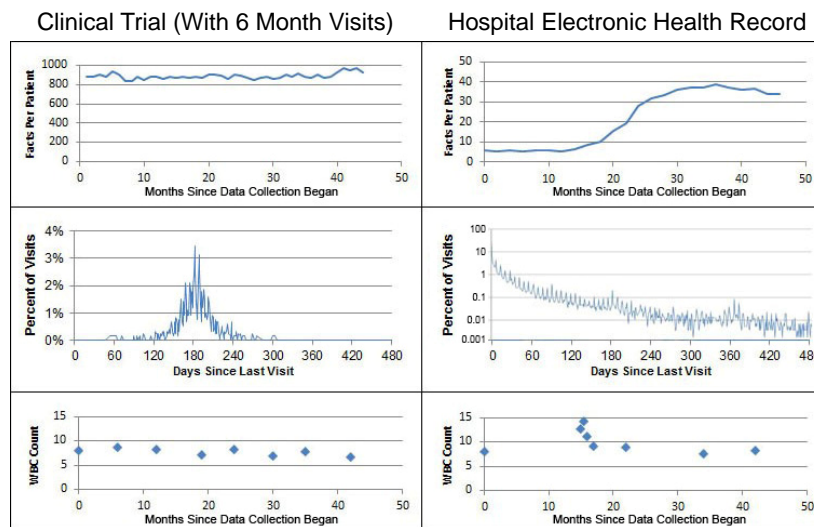 Clinical Trial (With 6 Month Visits)
Hospital Electronic Health Record
Facts Per Patient
1000
800
600
400
200
0
0 10 20 30 40 50
Months Since Data Collection Began
Facts Per Patient
50
40
30
20
10
0
0 10 20 30 40 50
Months Since Data Collection Began
Percent of Visits
4%
3%
2%
1%
0%
0 60 120 180 240 300 360 420 480
Days Since Last Visit
Percent of Visits
100
10
1
0.1
0.01
0.001
0 60 120 180 240 300 360 420 48
Days Since Last Visit
WBC Count
15
10
5
0
0 10 20 30 40 50
Months Since Data Collection Began
WBC Count
15
10
5
0
0 10 20 30 40 50
Months Since Data Collection Began